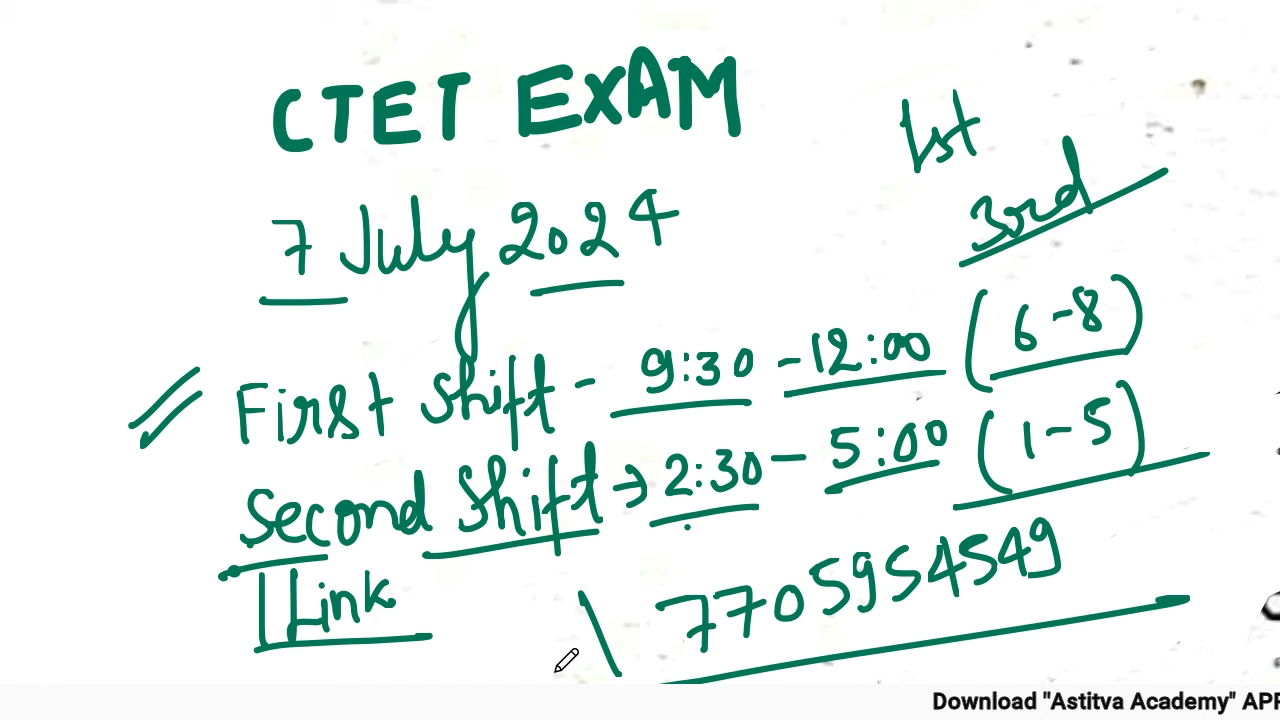 CTET EXAM
1st
3rd
7 July 2024
First Shift - 9:30 - 12:00 (6-8)
Second Shift → 2:30 - 5:00 (1-5)
Link
7705954549
Download "Astitva Academy" APP